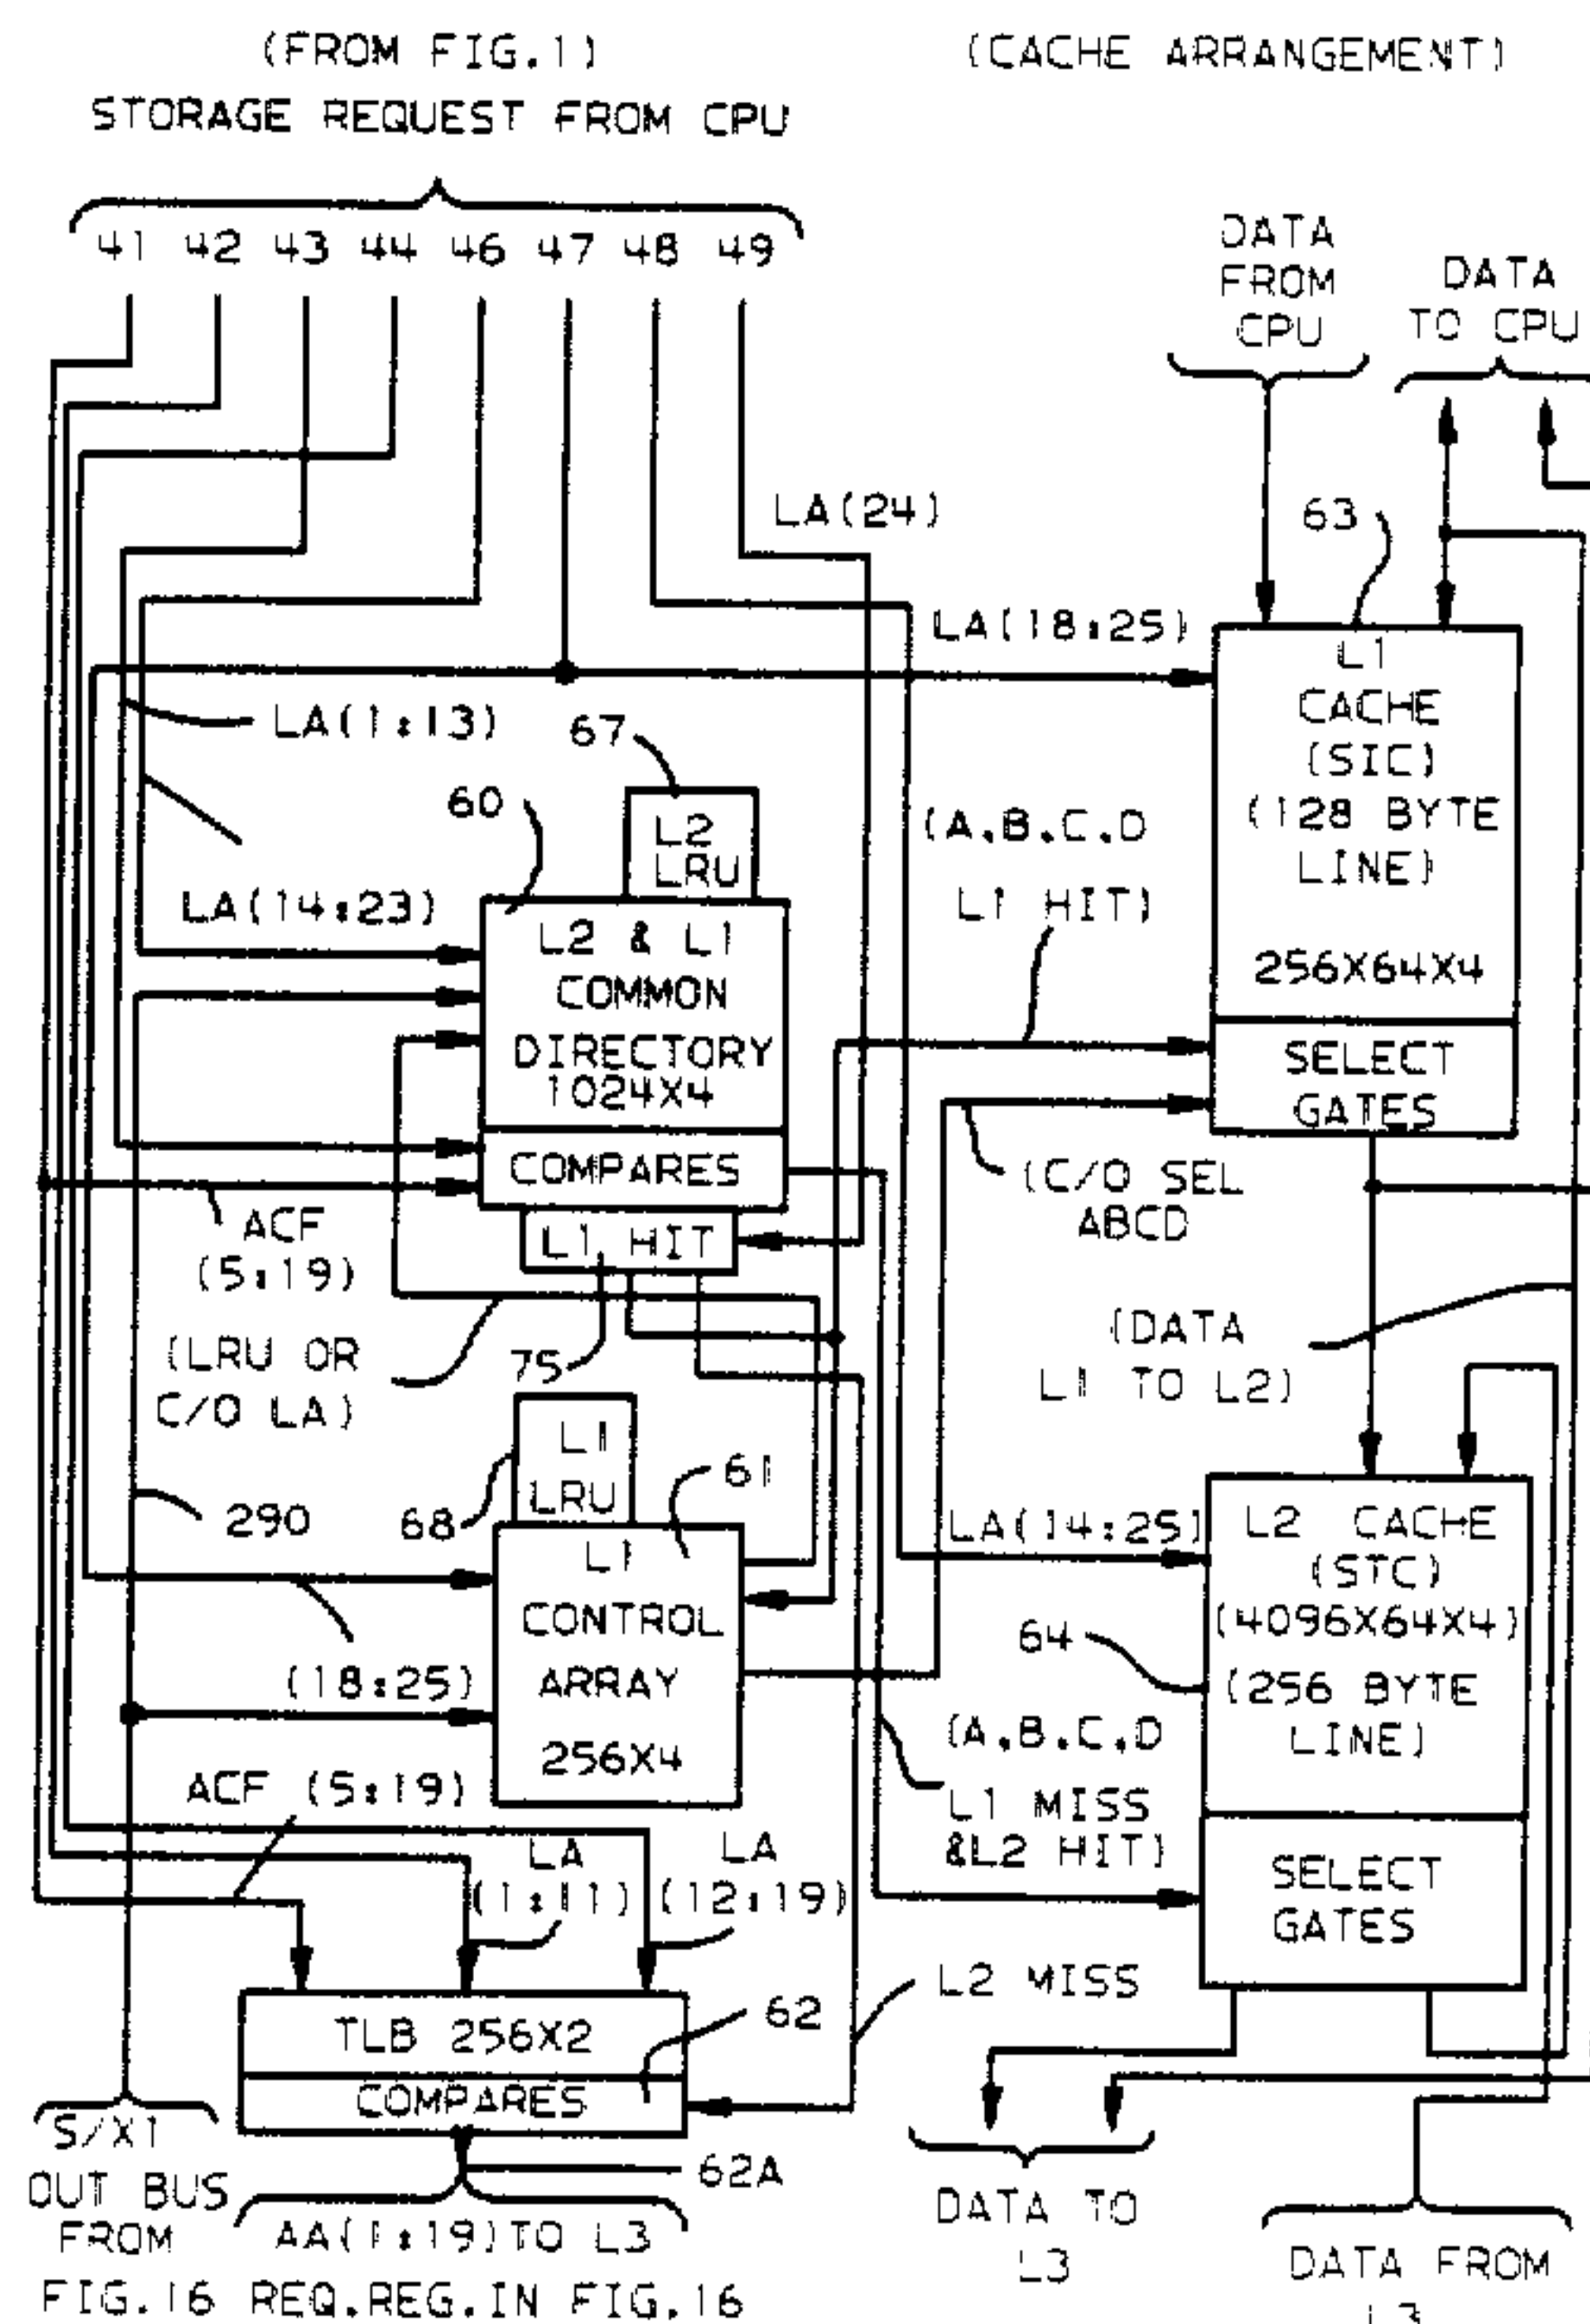 (FROM FIG.1)
(CACHE ARRANGEMENT)
STORAGE REQUEST FROM CPU
41 42 43 44 46 47 48 49
DATA
FROM
CPU
DATA
TO CPU
LA(24)
63
LA(18:25)
L1
CACHE
(SIC)
(128 BYTE
LINE)
256X64X4
SELECT
GATES
LA(1:13)
67
60
L2
LRU
(A.B.C.D
L1 HIT)
LA(14:23)
L2 & L1
COMMON
DIRECTORY
1024X4
COMPARES
L1 HIT
(C/O SEL
ABCD
ACF
(5:19)
(LRU OR
C/O LA)
75
(DATA
L1 TO L2)
L1
LRU
68
61
290
LA(14:25)
L2 CACHE
(STC)
(4096X64X4)
(256 BYTE
LINE)
64
SELECT
GATES
L1
CONTROL
ARRAY
256X4
(18:25)
(A.B.C.D
L1 MISS
&L2 HIT)
ACF (5:19)
LA
(1:11)
LA
(12:19)
L2 MISS
TLB 256X2
62
COMPARES
S/X1
OUT BUS
FROM
FIG.16
62A
AA(1:19)TO L3
REQ.REG.IN FIG.16
DATA TO
L3
DATA FROM
L3